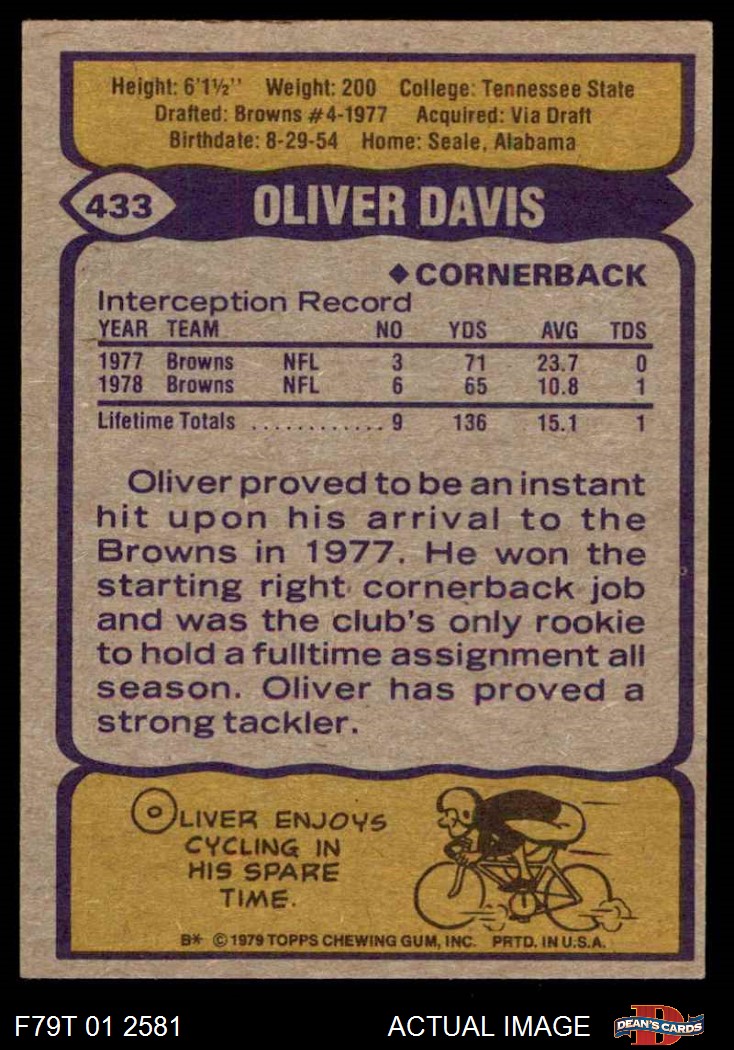 Height: 6'1½'' Weight: 200 College: Tennessee State
Drafted: Browns #4-1977 Acquired: Via Draft
Birthdate: 8-29-54 Home: Seale, Alabama
433 OLIVER DAVIS
◆ CORNERBACK
Interception Record
YEAR TEAM NO YDS AVG TDS
1977 Browns NFL 3 71 23.7 0
1978 Browns NFL 6 65 10.8 1
Lifetime Totals ............ 9 136 15.1 1
Oliver proved to be an instant
hit upon his arrival to the
Browns in 1977. He won the
starting right cornerback job
and was the club's only rookie
to hold a fulltime assignment all
season. Oliver has proved a
strong tackler.
OLIVER ENJOYS
CYCLING IN
HIS SPARE
TIME.
B* © 1979 TOPPS CHEWING GUM, INC. PRTD. IN U.S.A.
F79T 01 2581 ACTUAL IMAGE D DEAN'S CARDS